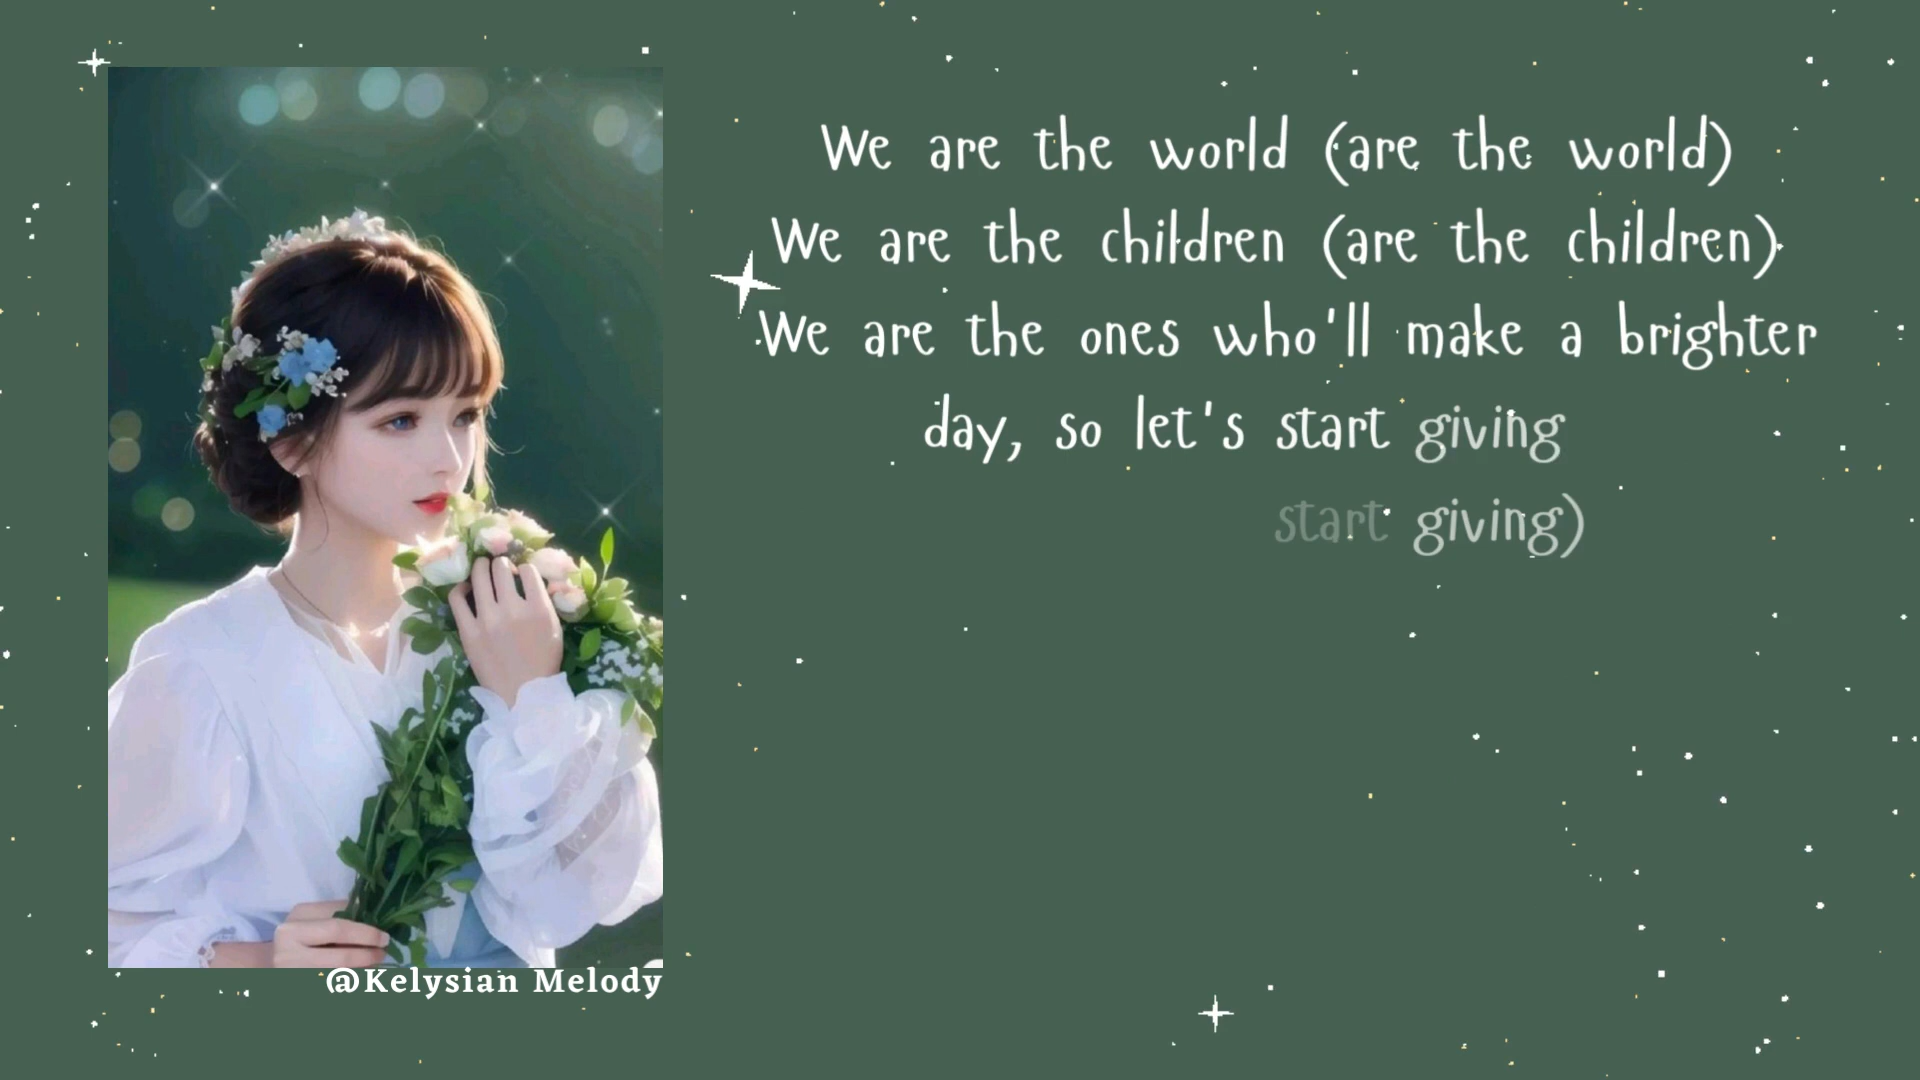 We are the world (are the world)
We are the children (are the children)
We are the ones who'll make a brighter
day, so let's start giving
start giving)
@Kelysian Melody